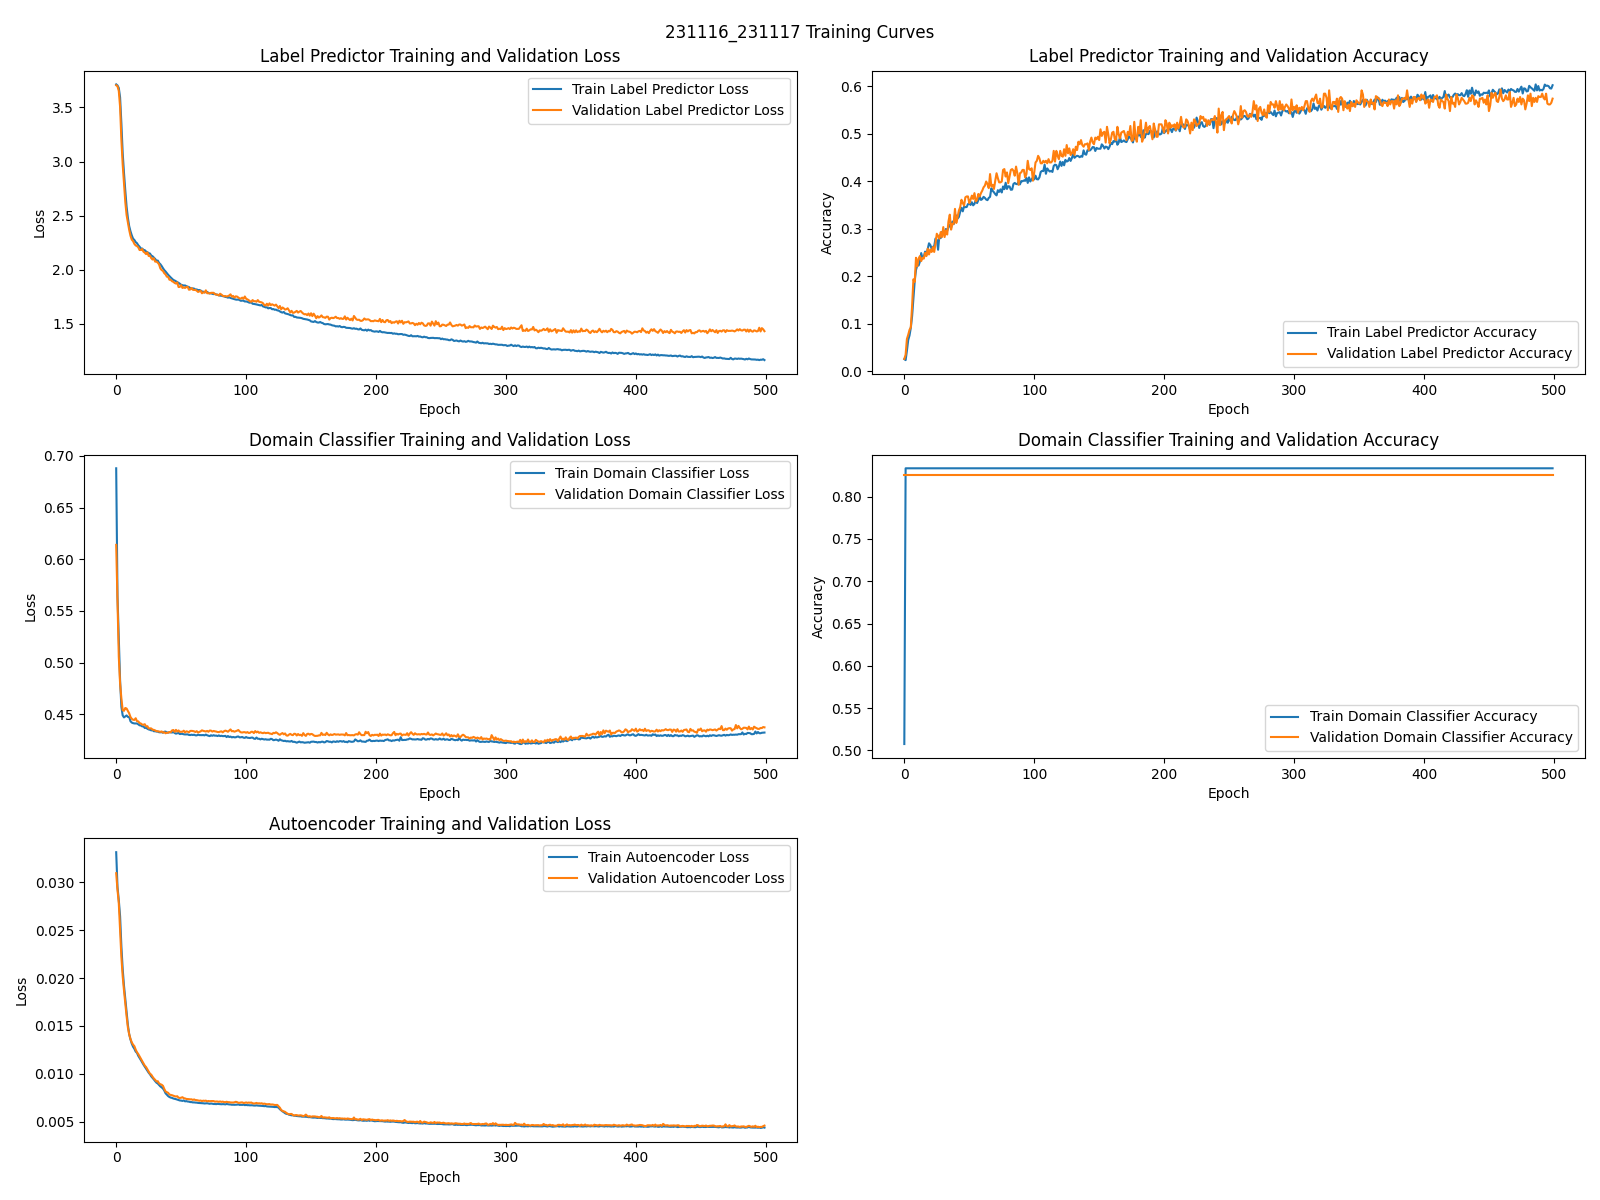 231116_231117 Training Curves
Label Predictor Training and Validation Loss
3.5
3.0
2.5
2.0
1.5
Loss
0 100 200 300 400 500
Epoch
Train Label Predictor Loss
Validation Label Predictor Loss
Label Predictor Training and Validation Accuracy
0.6
0.5
0.4
0.3
0.2
0.1
0.0
Accuracy
0 100 200 300 400 500
Epoch
Train Label Predictor Accuracy
Validation Label Predictor Accuracy
Domain Classifier Training and Validation Loss
0.70
0.65
0.60
0.55
0.50
0.45
Loss
0 100 200 300 400 500
Epoch
Train Domain Classifier Loss
Validation Domain Classifier Loss
Domain Classifier Training and Validation Accuracy
0.80
0.75
0.70
0.65
0.60
0.55
0.50
Accuracy
0 100 200 300 400 500
Epoch
Train Domain Classifier Accuracy
Validation Domain Classifier Accuracy
Autoencoder Training and Validation Loss
0.030
0.025
0.020
0.015
0.010
0.005
Loss
0 100 200 300 400 500
Epoch
Train Autoencoder Loss
Validation Autoencoder Loss